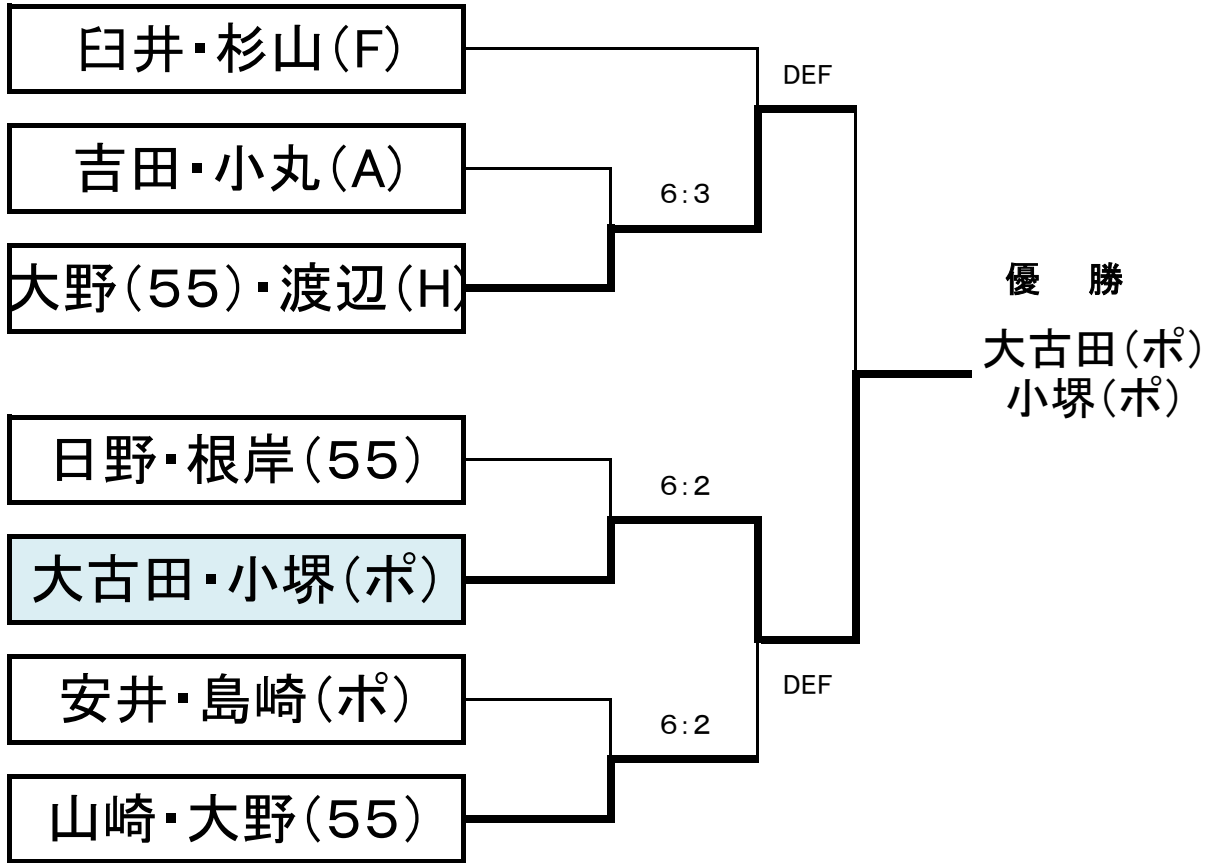 臼井・杉山(F)
DEF
吉田・小丸(A)
6:3
大野(55)・渡辺(H)
優　勝
大古田(ポ)
小堺(ポ)
日野・根岸(55)
6:2
大古田・小堺(ポ)
安井・島崎(ポ)
DEF
6:2
山崎・大野(55)